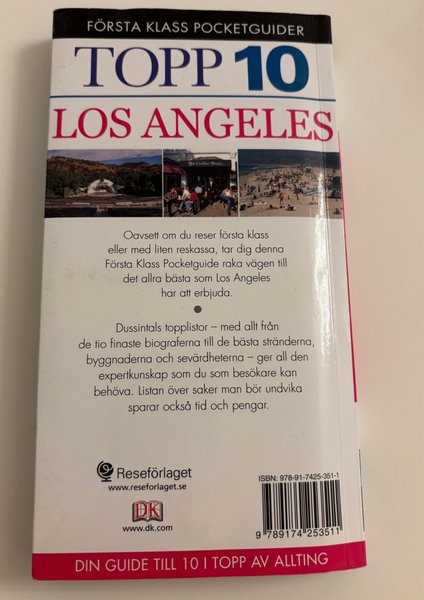 FÖRSTA KLASS POCKETGUIDER
TOPP 10
LOS ANGELES
Oavsett om du reser första klass
eller med liten reskassa, tar dig denna
Första Klass Pocketguide raka vägen till
det allra bästa som Los Angeles
har att erbjuda.
Dussintals topplistor – med allt från
de tio finaste biograferna till de bästa stränderna,
byggnaderna och sevärdheterna – ger all den
expertkunskap som du som besökare kan
behöva. Listan över saker man bör undvika
sparar också tid och pengar.
Reseförlaget
www.reseforlaget.se
DK
www.dk.com
ISBN: 978-91-7425-351-1
9 789174 253511
DIN GUIDE TILL 10 I TOPP AV ALLTING